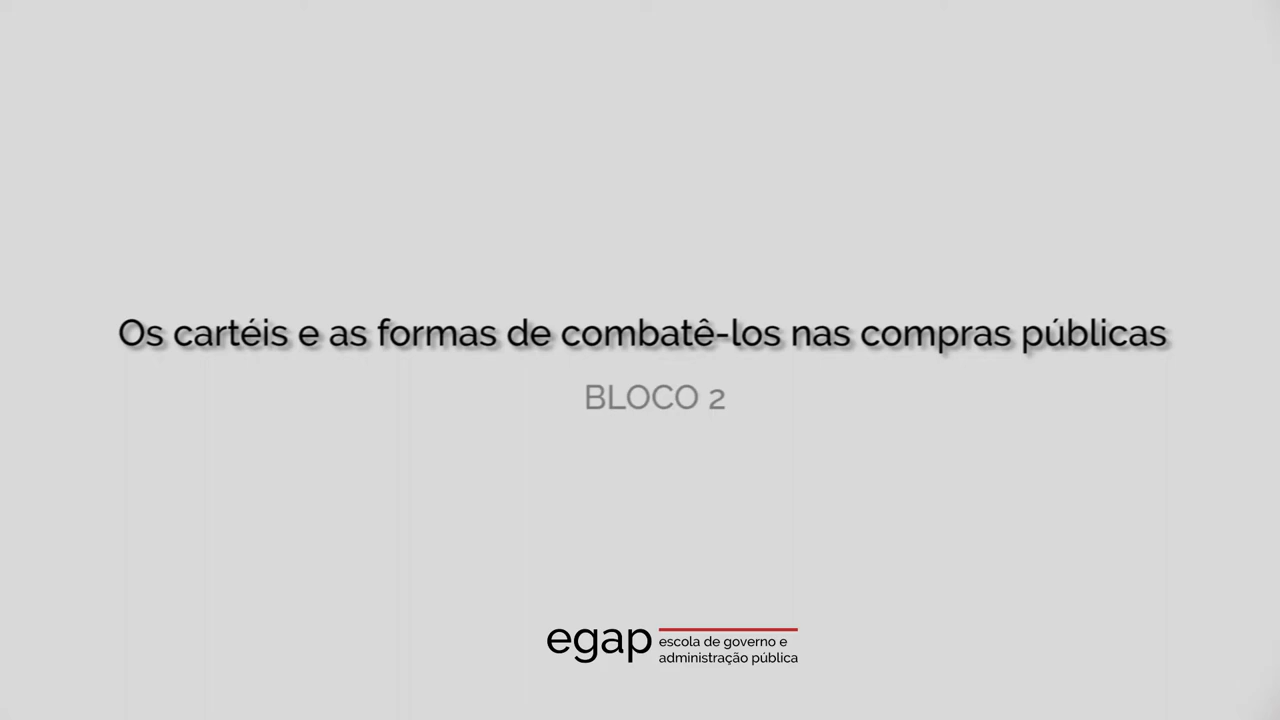 Os cartéis e as formas de combatê-los nas compras públicas
BLOCO 2
egap
escola de governo e
administração pública